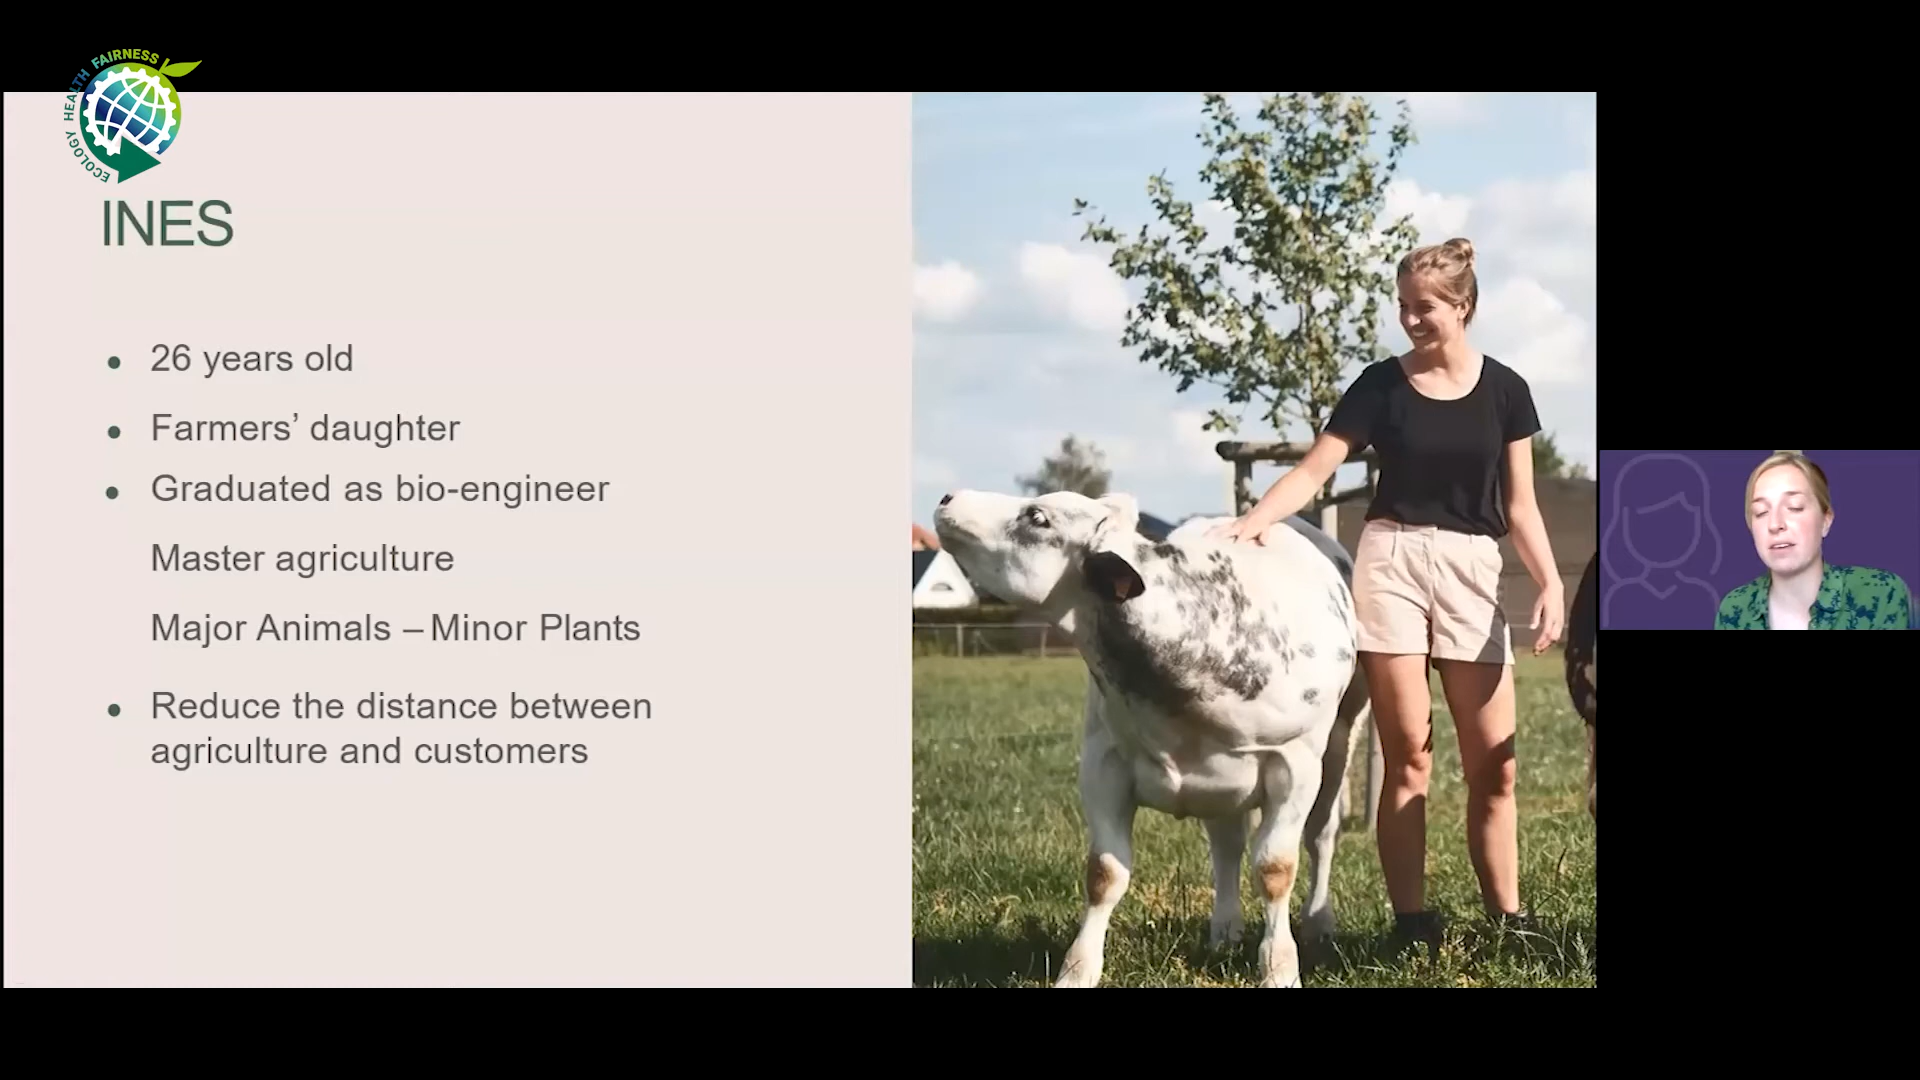 ECOLOGY HEALTH FAIRNESS
INES
• 26 years old
• Farmers’ daughter
• Graduated as bio-engineer
Master agriculture
Major Animals – Minor Plants
• Reduce the distance between
agriculture and customers